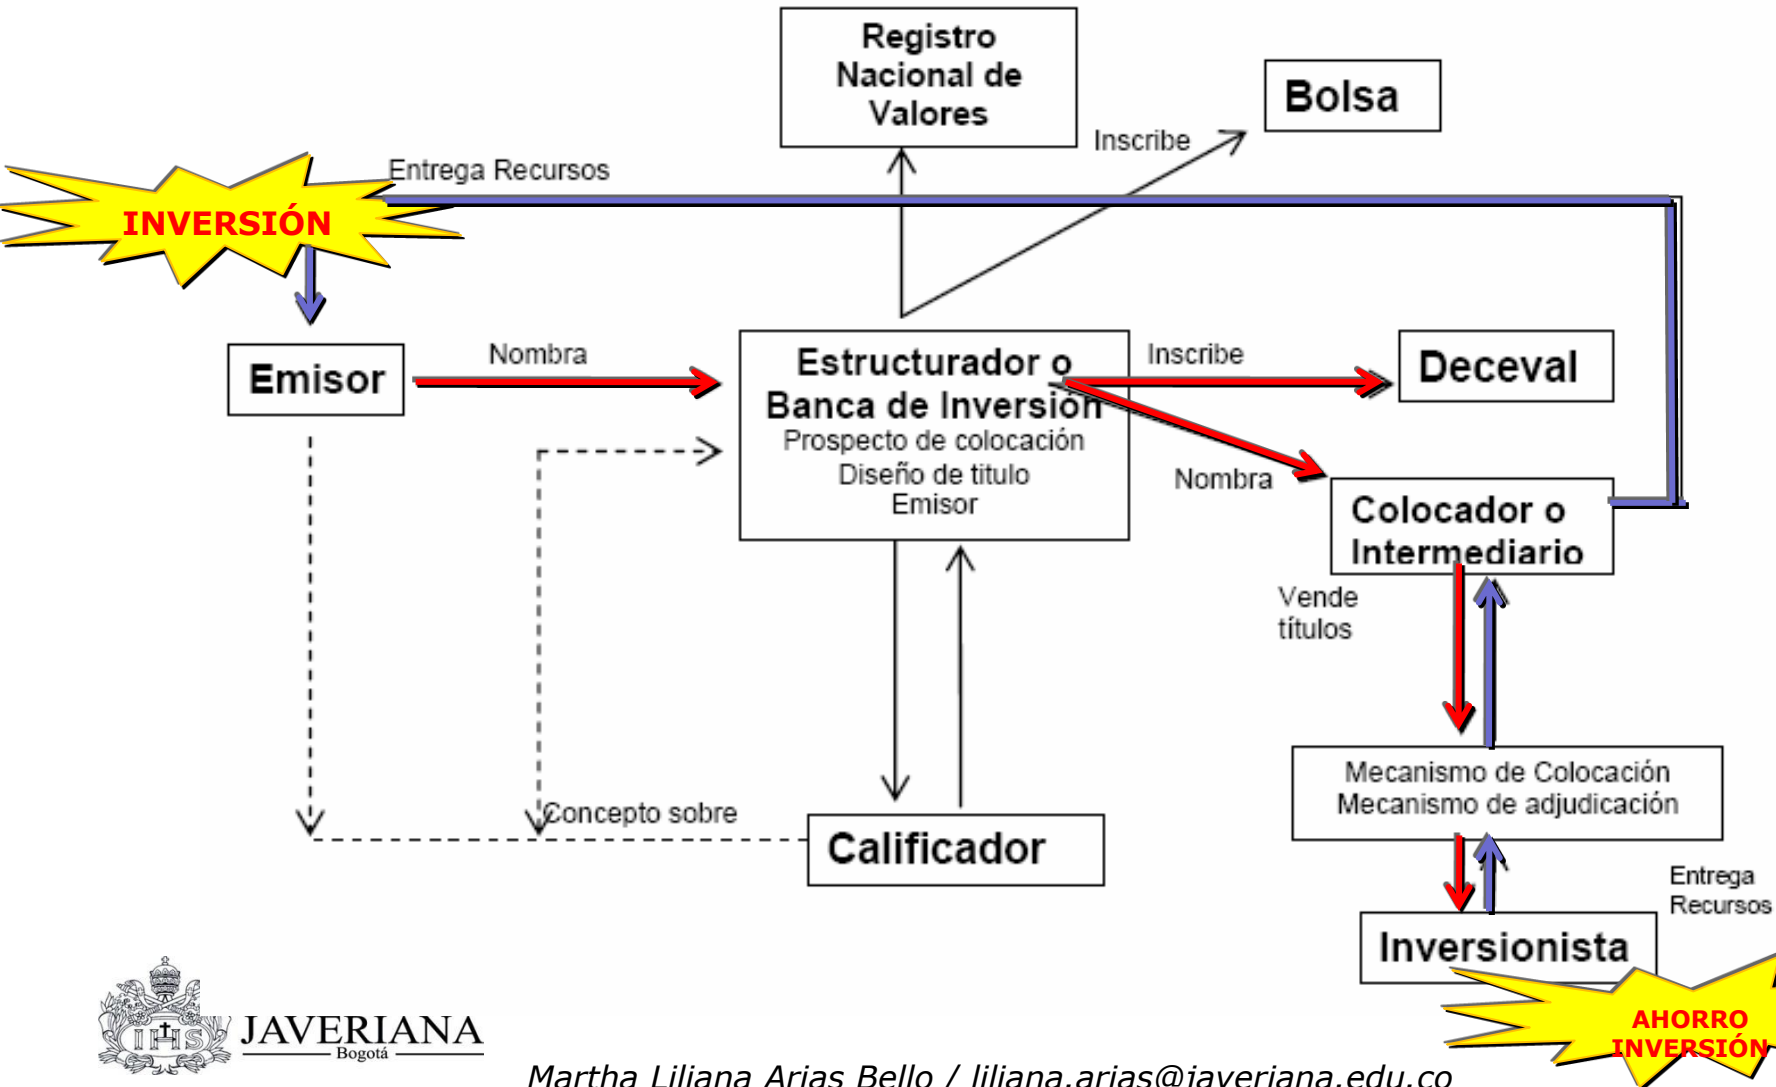 Registro
Nacional de
Valores
Bolsa
Inscribe
Entrega Recursos
INVERSIÓN
Emisor
Nombra
Estructurador o
Banca de Inversión
Prospecto de colocación
Diseño de titulo
Emisor
Inscribe
Deceval
Nombra
Colocador o
Intermediario
Vende
títulos
Mecanismo de Colocación
Mecanismo de adjudicación
Concepto sobre
Calificador
Entrega
Recursos
Inversionista
AHORRO
INVERSIÓN
IHS
JAVERIANA
Bogotá
Martha Liliana Arias Bello / liliana.arias@javeriana.edu.co